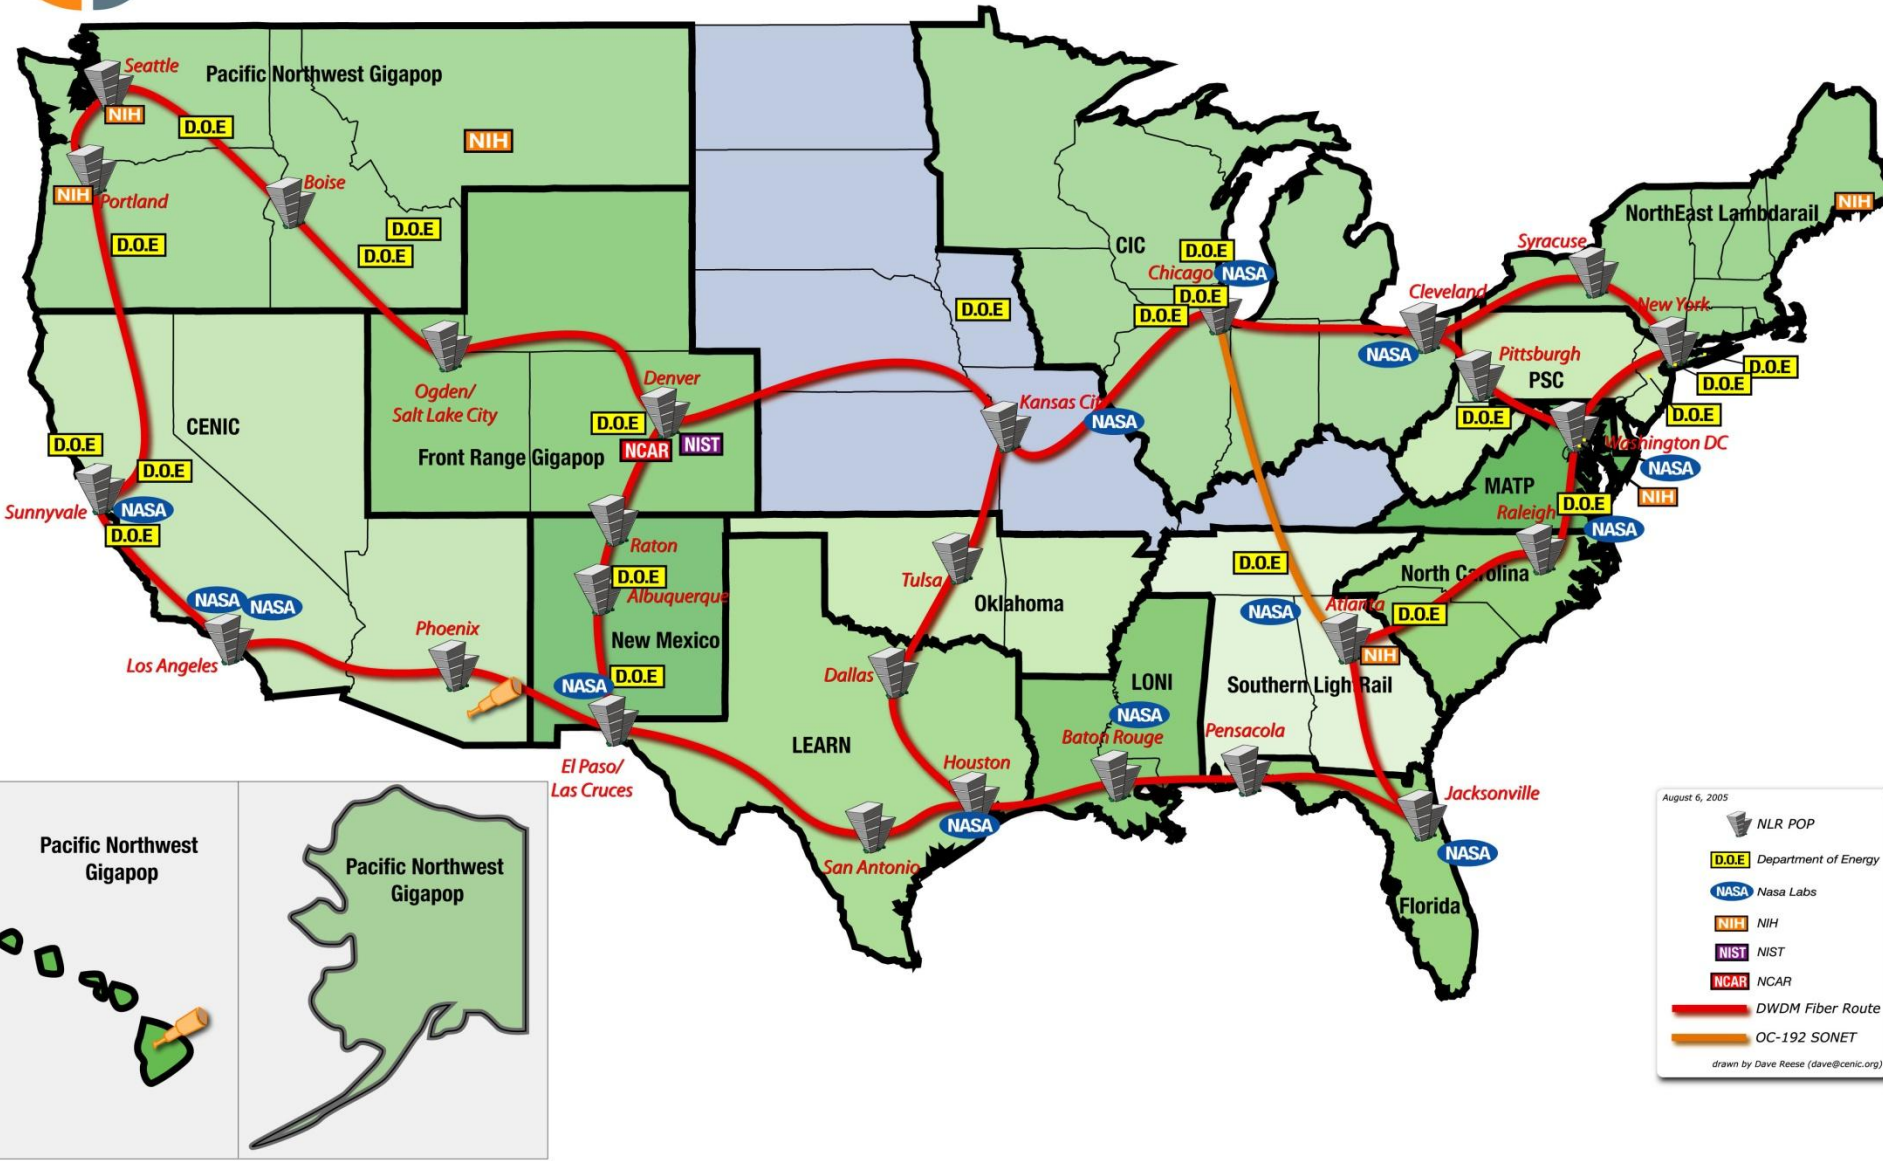 Seattle
Pacific Northwest Gigapop
NIH
D.O.E
NIH
Boise
NIH
Portland
D.O.E
D.O.E
D.O.E
CIC
D.O.E
Chicago
NASA
D.O.E
D.O.E
D.O.E
NorthEast Lambdarail
NIH
Syracuse
Cleveland
New York
NASA
Pittsburgh
PSC
D.O.E
D.O.E
D.O.E
D.O.E
Ogden/
Salt Lake City
Denver
D.O.E
NCAR
NIST
Front Range Gigapop
Kansas City
NASA
CENIC
D.O.E
D.O.E
Sunnyvale
NASA
D.O.E
Washington DC
NASA
NIH
MATP
D.O.E
Raleigh
NASA
Raton
D.O.E
Albuquerque
New Mexico
Tulsa
Oklahoma
D.O.E
NASA
Atlanta
North Carolina
D.O.E
NIH
NASA
NASA
Los Angeles
Phoenix
NASA
D.O.E
Dallas
LONI
NASA
Southern LightRail
El Paso/
Las Cruces
LEARN
Houston
NASA
Baton Rouge
Pensacola
Jacksonville
NASA
San Antonio
Florida
Pacific Northwest
Gigapop
Pacific Northwest
Gigapop
August 6, 2005
NLR POP
D.O.E Department of Energy
NASA Nasa Labs
NIH NIH
NIST NIST
NCAR NCAR
DWDM Fiber Route
OC-192 SONET
drawn by Dave Reese (dave@cenic.org)